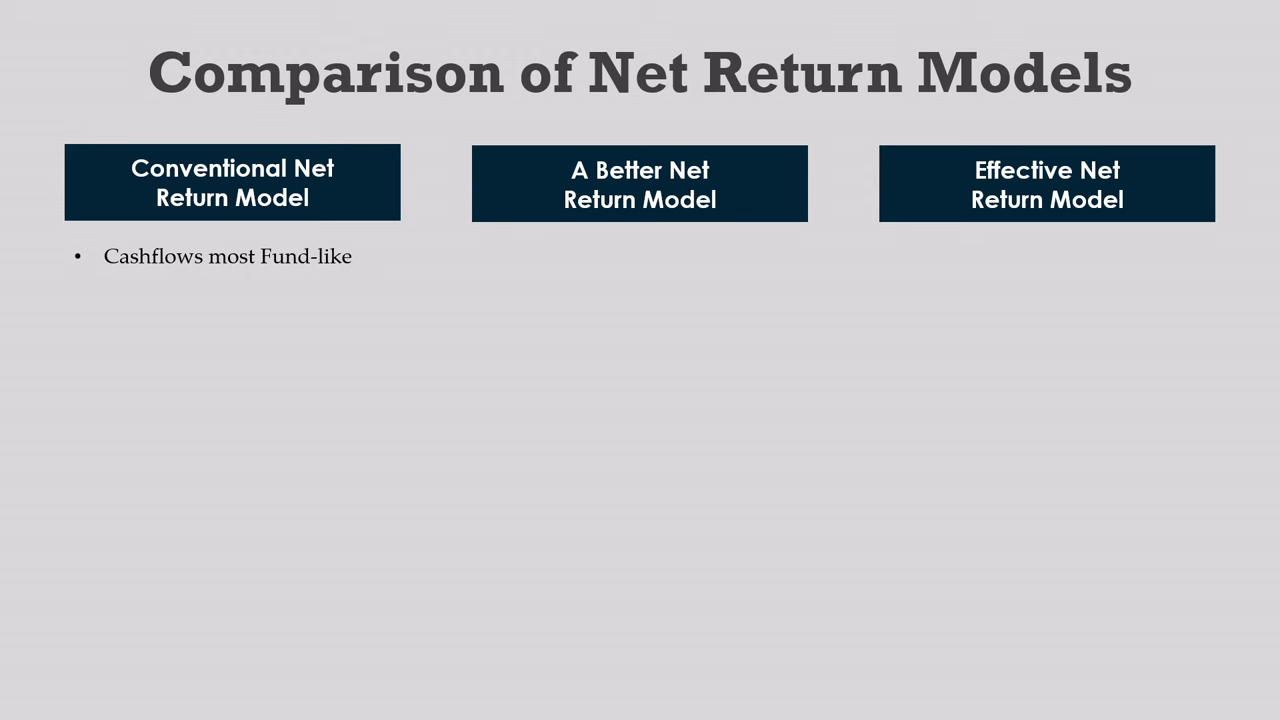 Comparison of Net Return Models
Conventional Net
Return Model
A Better Net
Return Model
Effective Net
Return Model
• Cashflows most Fund-like